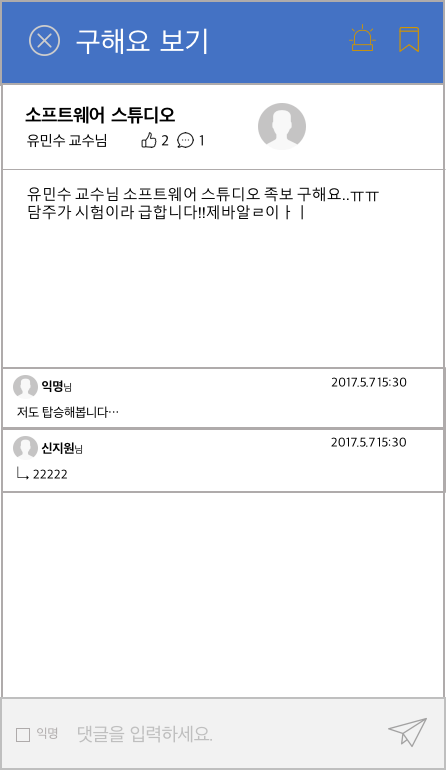 구해요 보기
소프트웨어 스튜디오
유민수 교수님 2 1
유민수 교수님 소프트웨어 스튜디오 족보 구해요..ㅠㅠ
담주가 시험이라 급합니다!!제바알ㄹ이ㅏㅣ
익명님 2017.5.7 15:30
저도 탑승해봅니다…
신지원님 2017.5.7 15:30
22222
익명 댓글을 입력하세요.